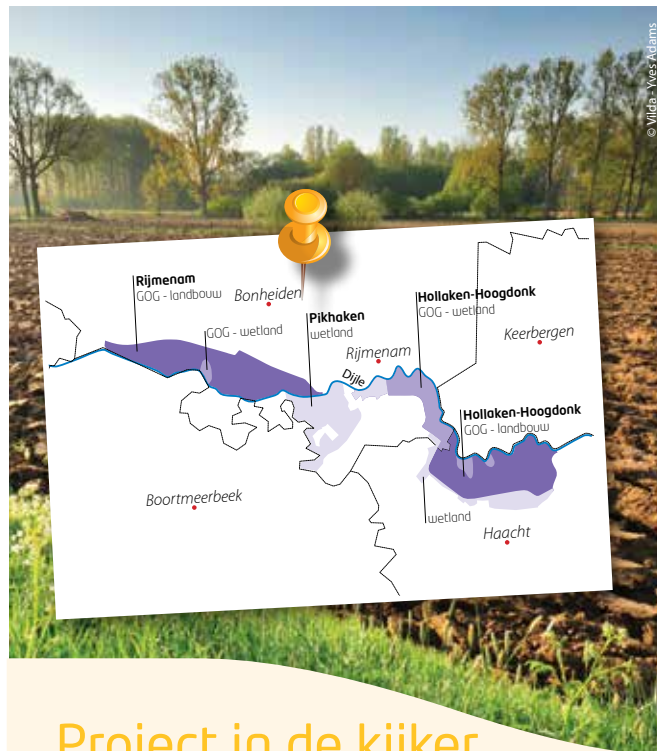 © Vilda - Yves Adams
Rijmenam
GOG - landbouw
Bonheiden
GOG - wetland
Pikhaken
wetland
Rijmenam
Dijle
Hollaken-Hoogdonk
GOG - wetland
Keerbergen
Hollaken-Hoogdonk
GOG - landbouw
Boortmeerbeek
wetland
Haacht
Project in de kijker